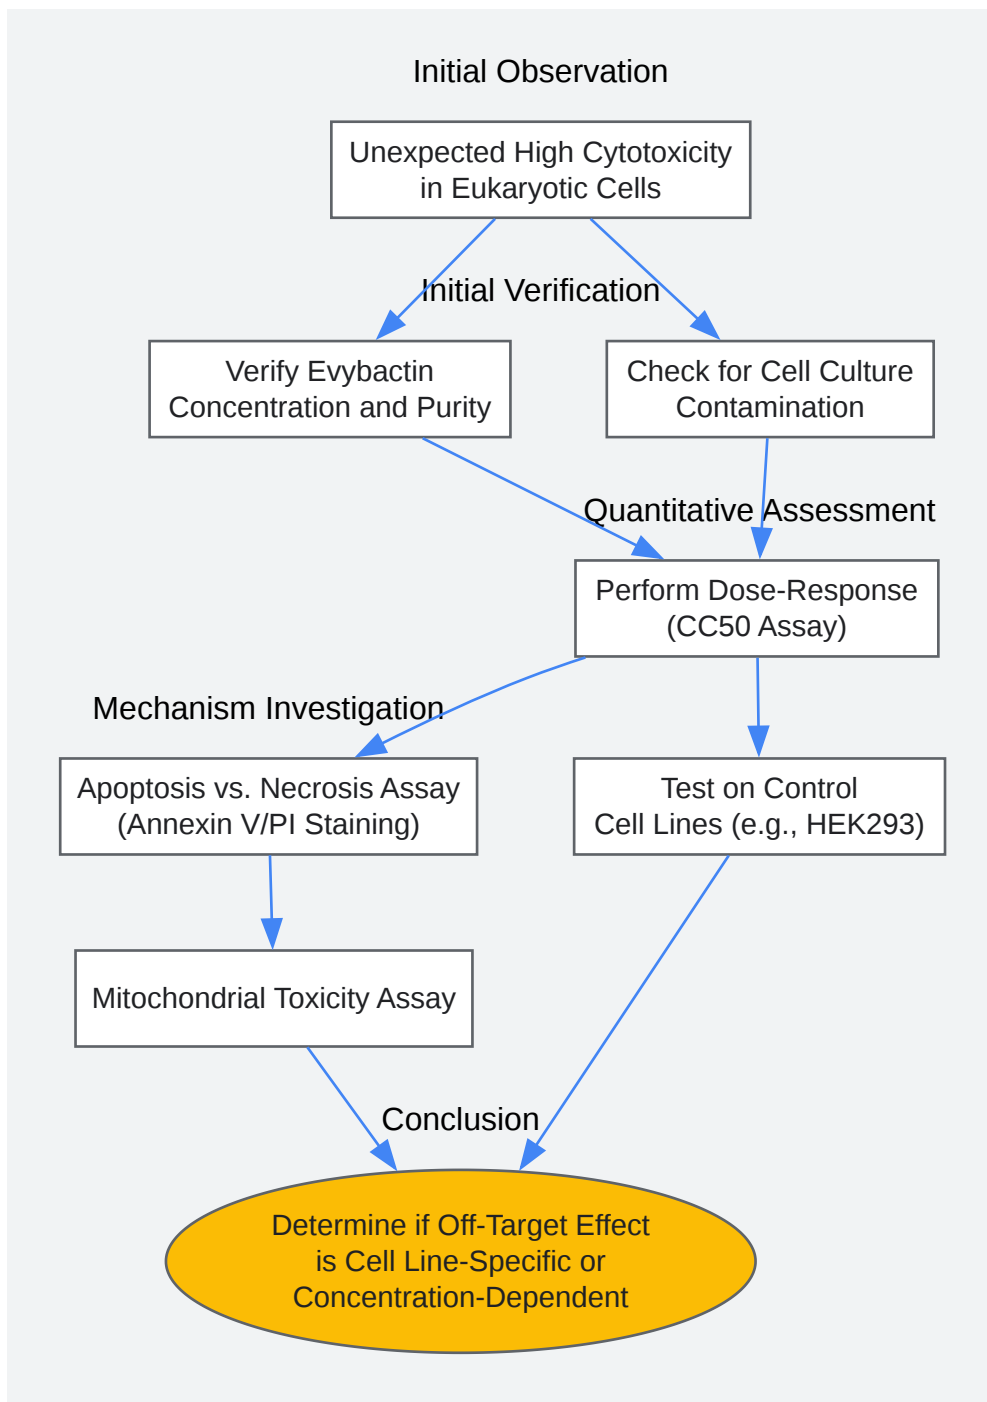 Initial Observation
Unexpected High Cytotoxicity
in Eukaryotic Cells
Initial Verification
Verify Evybactin
Concentration and Purity
Check for Cell Culture
Contamination
Quantitative Assessment
Perform Dose-Response
(CC50 Assay)
Mechanism Investigation
Apoptosis vs. Necrosis Assay
(Annexin V/PI Staining)
Test on Control
Cell Lines (e.g., HEK293)
Mitochondrial Toxicity Assay
Conclusion
Determine if Off-Target Effect
is Cell Line-Specific or
Concentration-Dependent